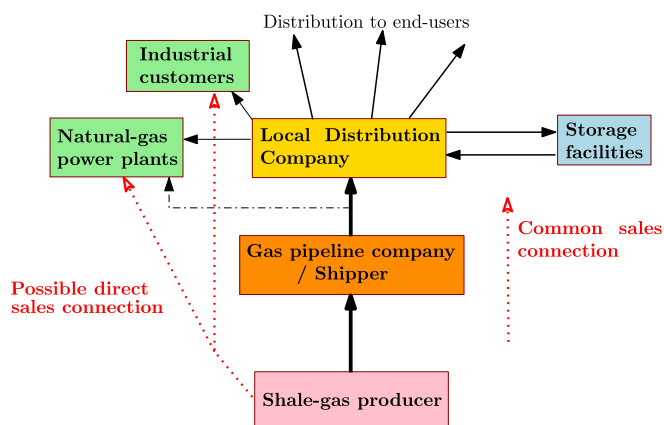 Distribution to end-users
Industrial
customers
Natural-gas
power plants
Local Distribution
Company
Storage
facilities
Common sales
connection
Gas pipeline company
/ Shipper
Possible direct
sales connection
Shale-gas producer